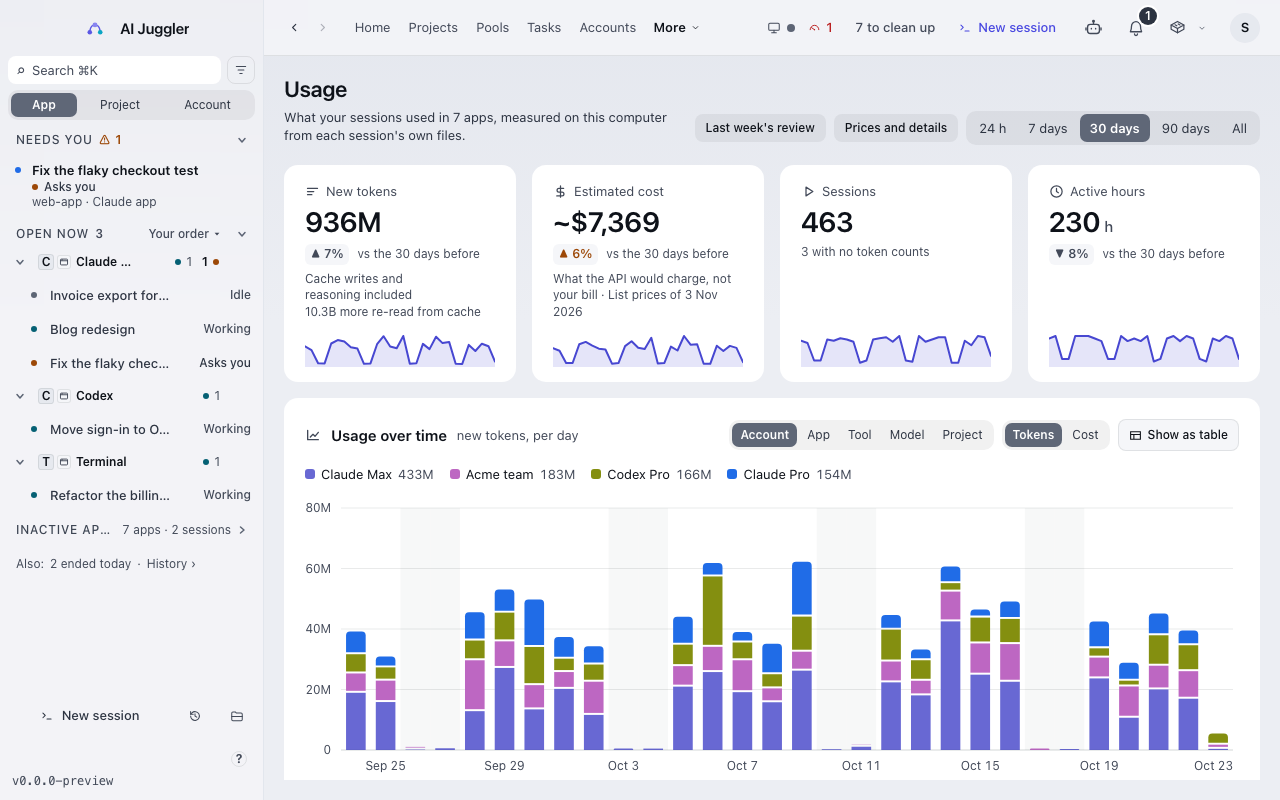 AI Juggler
Search ⌘K
App Project Account
NEEDS YOU 1
Fix the flaky checkout test
Asks you
web-app · Claude app
OPEN NOW 3 Your order
C Claude ... 1 1
Invoice export for... Idle
Blog redesign Working
Fix the flaky chec... Asks you
C Codex 1
Move sign-in to O... Working
T Terminal 1
Refactor the billin... Working
INACTIVE AP... 7 apps · 2 sessions
Also: 2 ended today · History ›
New session
?
v0.0.0-preview
Home Projects Pools Tasks Accounts More
1 7 to clean up New session 1 S
Usage
What your sessions used in 7 apps, measured on this computer
from each session's own files.
Last week's review Prices and details 24 h 7 days 30 days 90 days All
New tokens
936M
▲ 7% vs the 30 days before
Cache writes and
reasoning included
10.3B more re-read from cache
Estimated cost
~$7,369
▲ 6% vs the 30 days before
What the API would charge, not
your bill · List prices of 3 Nov
2026
Sessions
463
3 with no token counts
Active hours
230 h
▼ 8% vs the 30 days before
Usage over time new tokens, per day
Account App Tool Model Project Tokens Cost Show as table
Claude Max 433M Acme team 183M Codex Pro 166M Claude Pro 154M
80M
60M
40M
20M
0
Sep 25 Sep 29 Oct 3 Oct 7 Oct 11 Oct 15 Oct 19 Oct 23